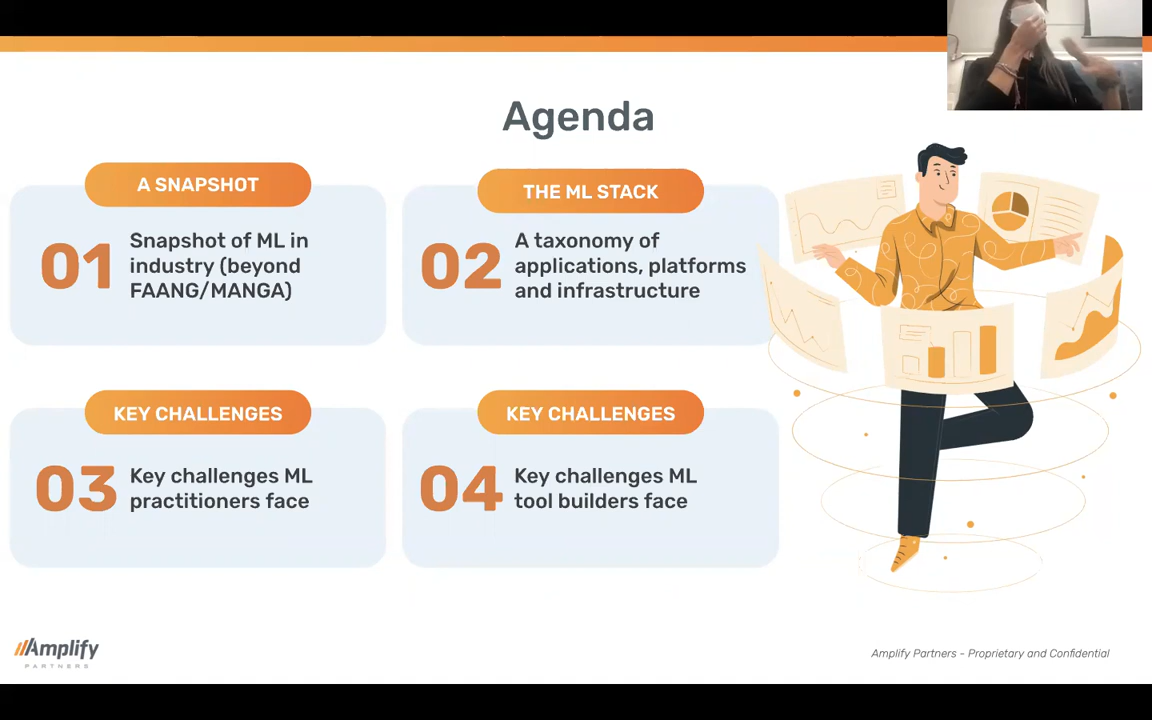 Agenda
A SNAPSHOT
01
Snapshot of ML in
industry (beyond
FAANG/MANGA)
THE ML STACK
02
A taxonomy of
applications, platforms
and infrastructure
KEY CHALLENGES
03
Key challenges ML
practitioners face
KEY CHALLENGES
04
Key challenges ML
tool builders face
Amplify
PARTNERS
Amplify Partners - Proprietary and Confidential